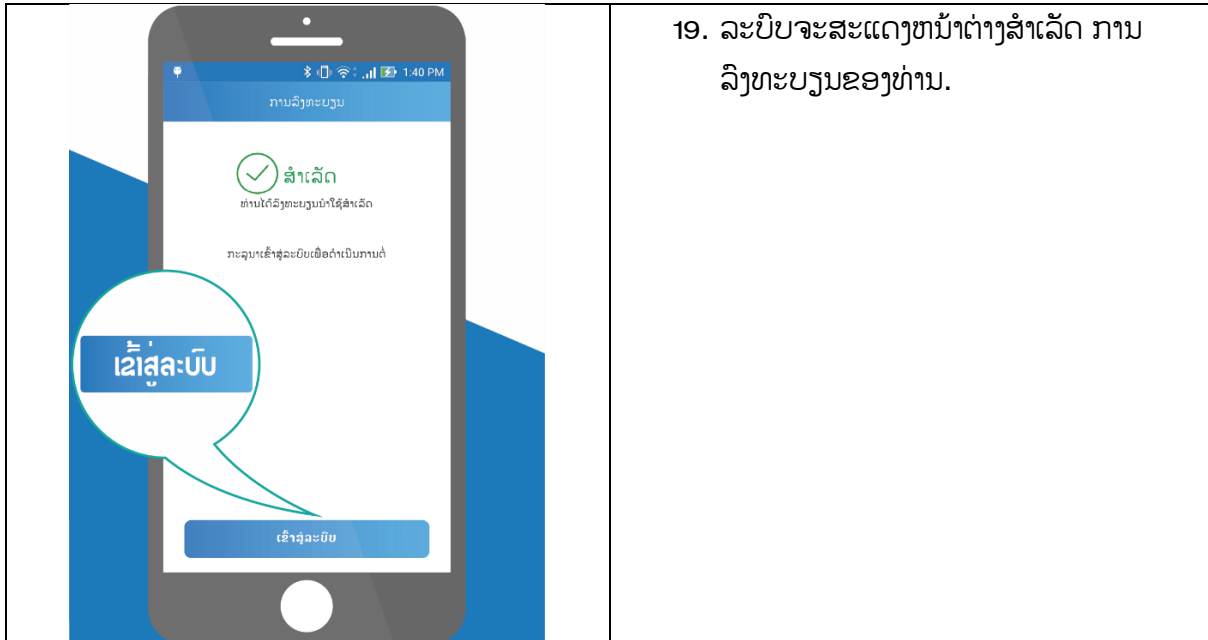 1:40 PM
ການລົງທະບຽນ
ສຳເລັດ
ທ່ານໄດ້ລົງທະບຽນນຳໃຊ້ສຳເລັດ
ກະລຸນາເຂົ້າສູ່ລະບົບເພື່ອດຳເນີນການຕໍ່
ເຂົ້າສູ່ລະບົບ
ເຂົ້າສູ່ລະບົບ
19. ລະບົບຈະສະແດງຫນ້າຕ່າງສຳເລັດ ການ
ລົງທະບຽນຂອງທ່ານ.